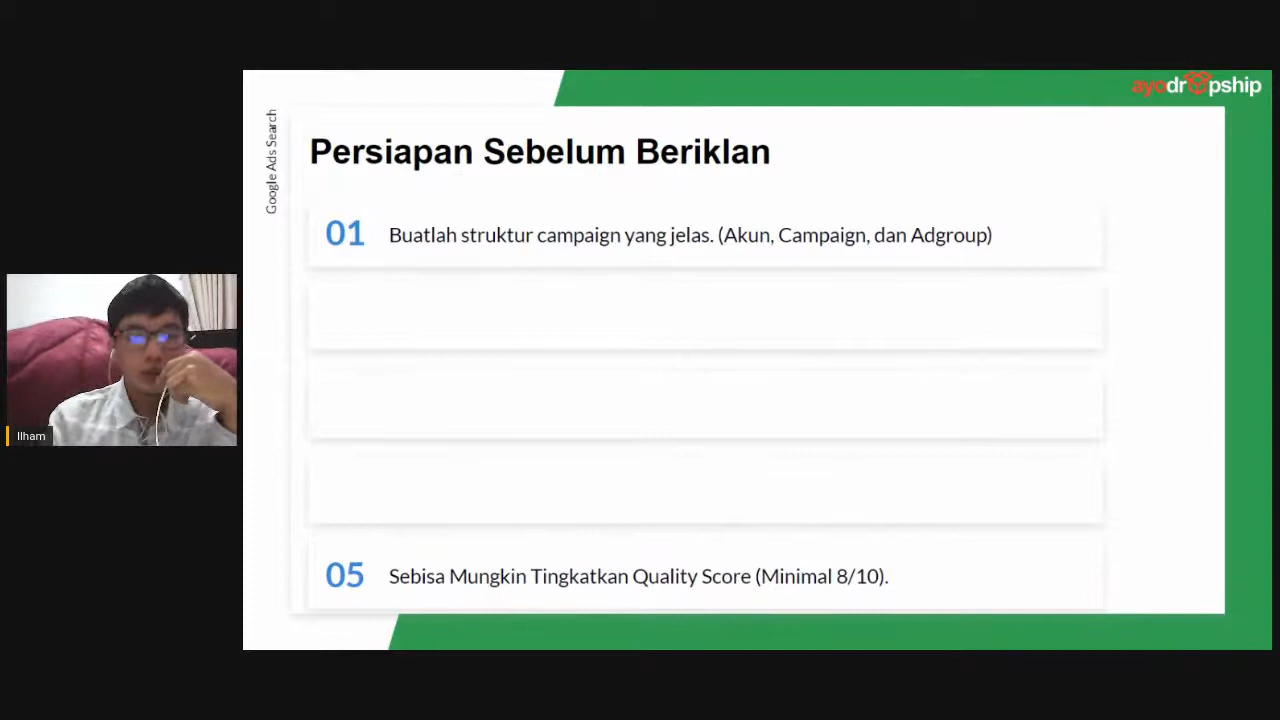 ayodropship
Google Ads Search
Persiapan Sebelum Beriklan
01 Buatlah struktur campaign yang jelas. (Akun, Campaign, dan Adgroup)
05 Sebisa Mungkin Tingkatkan Quality Score (Minimal 8/10).
Ilham